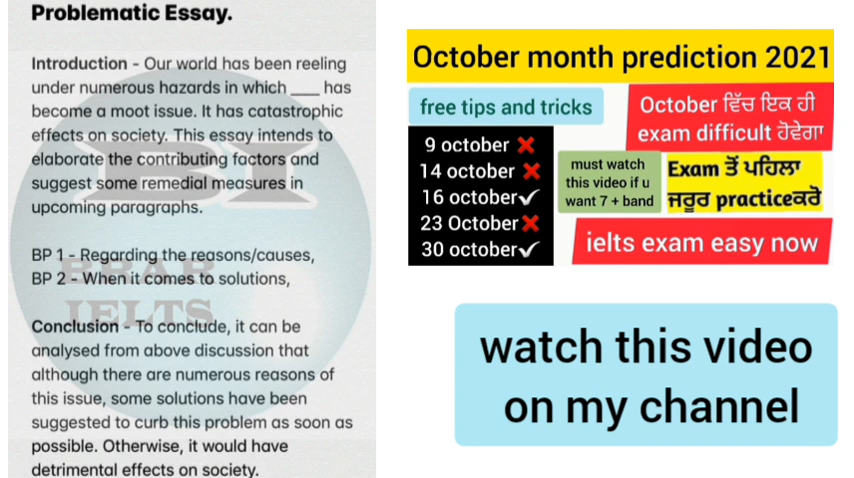 Problematic Essay.
Introduction - Our world has been reeling
under numerous hazards in which ___ has
become a moot issue. It has catastrophic
effects on society. This essay intends to
elaborate the contributing factors and
suggest some remedial measures in
upcoming paragraphs.
BP 1 - Regarding the reasons/causes,
BP 2 - When it comes to solutions,
Conclusion - To conclude, it can be
analysed from above discussion that
although there are numerous reasons of
this issue, some solutions have been
suggested to curb this problem as soon as
possible. Otherwise, it would have
detrimental effects on society.
BI
BRAR
IELTS
October month prediction 2021
free tips and tricks
October ਵਿੱਚ ਇਕ ਹੀ
exam difficult ਹੋਵੇਗਾ
9 october ❌
14 october ❌
16 october✓
23 October❌
30 october✓
must watch
this video if u
want 7 + band
Exam ਤੋਂ ਪਹਿਲਾ
ਜਰੂਰ practiceਕਰੋ
ielts exam easy now
watch this video
on my channel